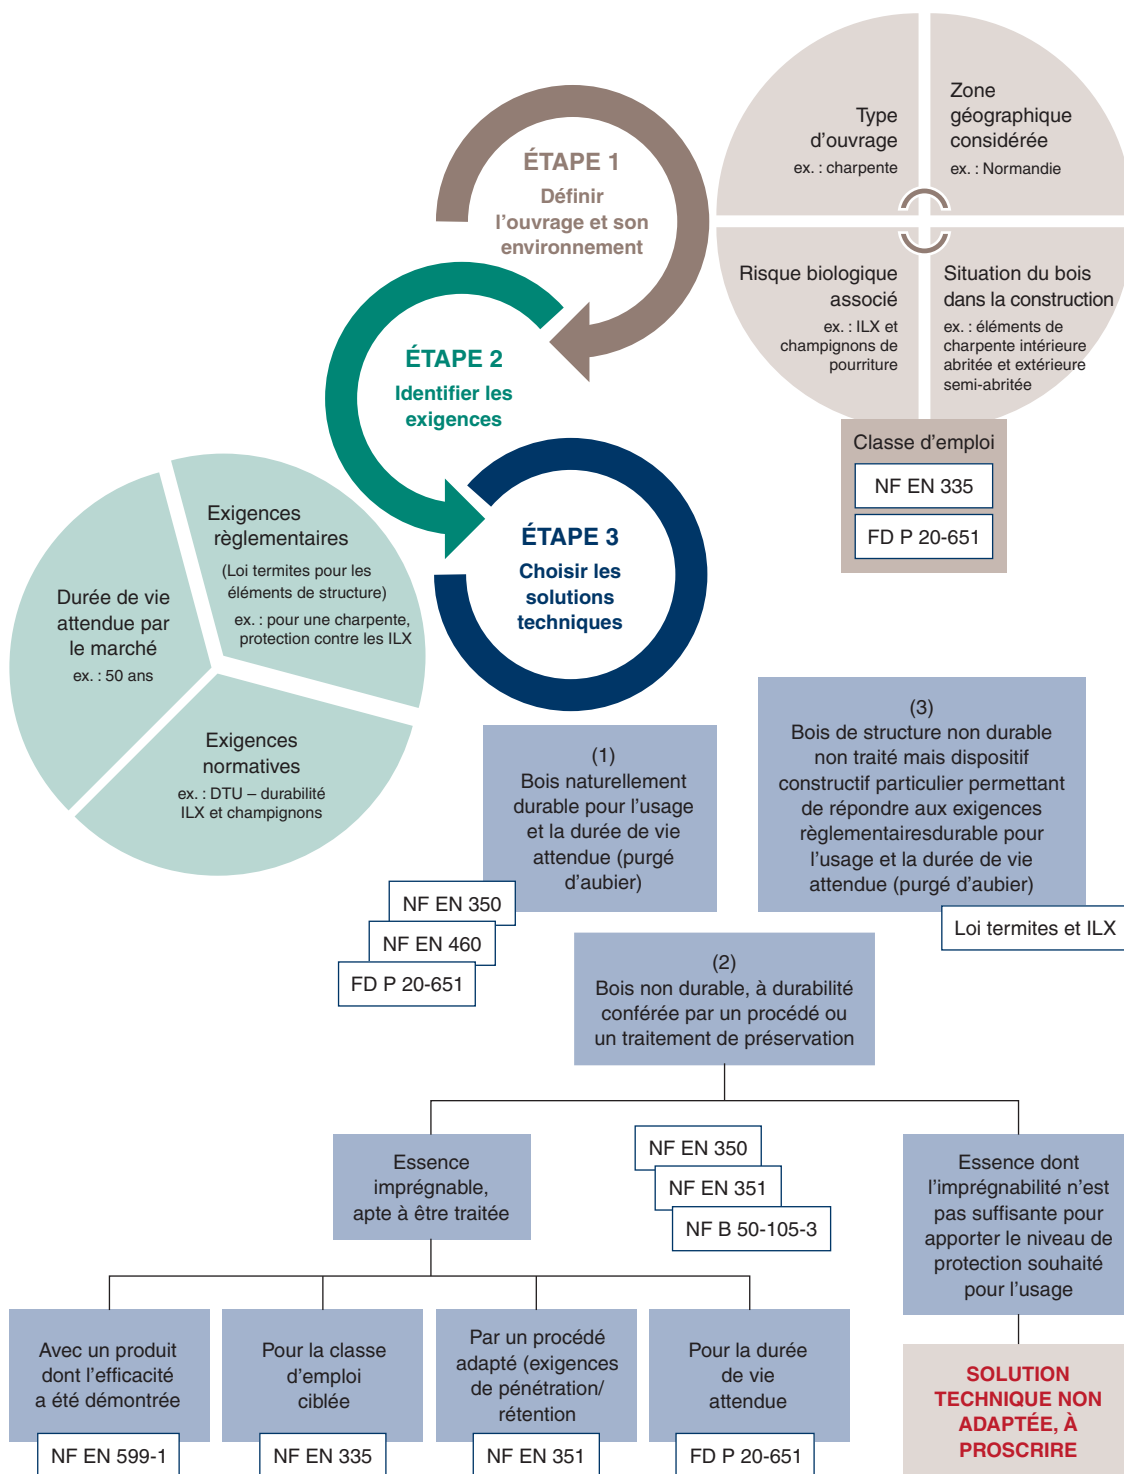 ÉTAPE 1
Définir
l'ouvrage et son
environnement
Type
d'ouvrage
ex. : charpente
Zone
géographique
considérée
ex. : Normandie
Risque biologique
associé
ex. : ILX et
champignons de
pourriture
Situation du bois
dans la construction
ex. : éléments de
charpente intérieure
abritée et extérieure
semi-abritée
Classe d'emploi
NF EN 335
FD P 20-651
ÉTAPE 2
Identifier les
exigences
Exigences
règlementaires
(Loi termites pour les
éléments de structure)
ex. : pour une charpente,
protection contre les ILX
Durée de vie
attendue par
le marché
ex. : 50 ans
Exigences
normatives
ex. : DTU – durabilité
ILX et champignons
ÉTAPE 3
Choisir les
solutions
techniques
(1)
Bois naturellement
durable pour l'usage
et la durée de vie
attendue (purgé
d'aubier)
NF EN 350
NF EN 460
FD P 20-651
(3)
Bois de structure non durable
non traité mais dispositif
constructif particulier permettant
de répondre aux exigences
règlementairesdurable pour
l'usage et la durée de vie
attendue (purgé d'aubier)
Loi termites et ILX
(2)
Bois non durable, à durabilité
conférée par un procédé ou
un traitement de préservation
Essence
imprégnable,
apte à être traitée
NF EN 350
NF EN 351
NF B 50-105-3
Essence dont
l'imprégnabilité n'est
pas suffisante pour
apporter le niveau de
protection souhaité
pour l'usage
Avec un produit
dont l'efficacité
a été démontrée
NF EN 599-1
Pour la classe
d'emploi
ciblée
NF EN 335
Par un procédé
adapté (exigences
de pénétration/
rétention
NF EN 351
Pour la durée
de vie
attendue
FD P 20-651
SOLUTION
TECHNIQUE NON
ADAPTÉE, À
PROSCRIRE